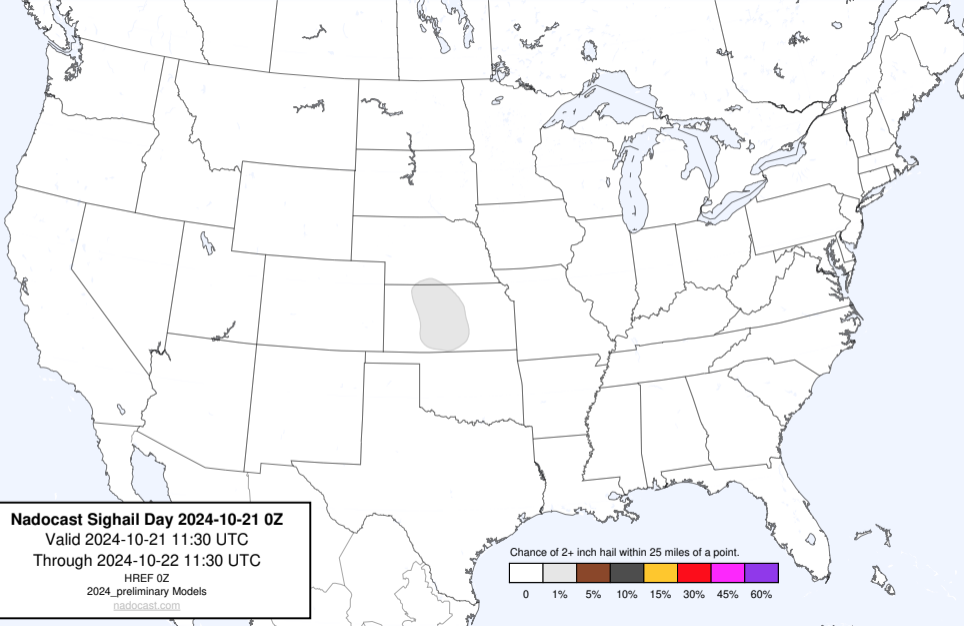 Nadocast Sighail Day 2024-10-21 0Z
Valid 2024-10-21 11:30 UTC
Through 2024-10-22 11:30 UTC
HREF 0Z
2024_preliminary Models
nadocast.com
Chance of 2+ inch hail within 25 miles of a point.
0 1% 5% 10% 15% 30% 45% 60%